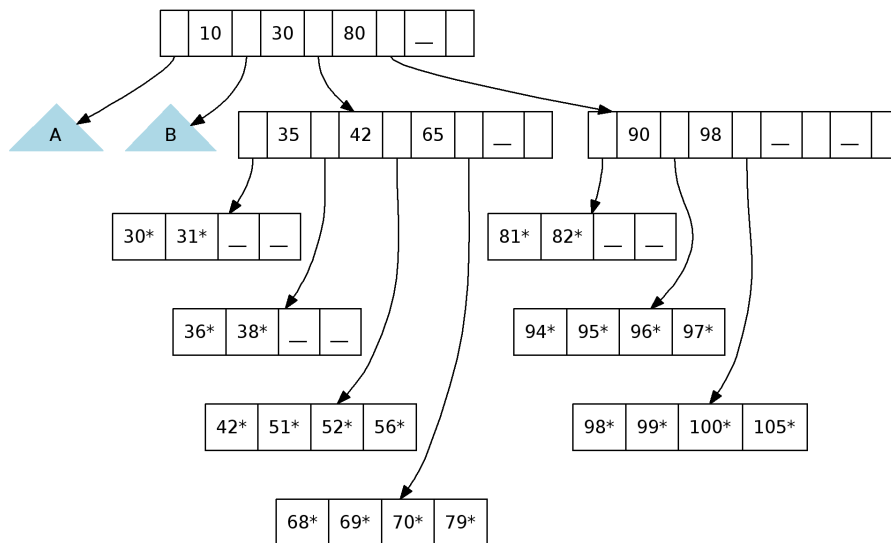 10 30 80 __
A B 35 42 65 __ 90 98 __ __
30* 31* __ __ 81* 82* __ __
36* 38* __ __ 94* 95* 96* 97*
42* 51* 52* 56* 98* 99* 100* 105*
68* 69* 70* 79*